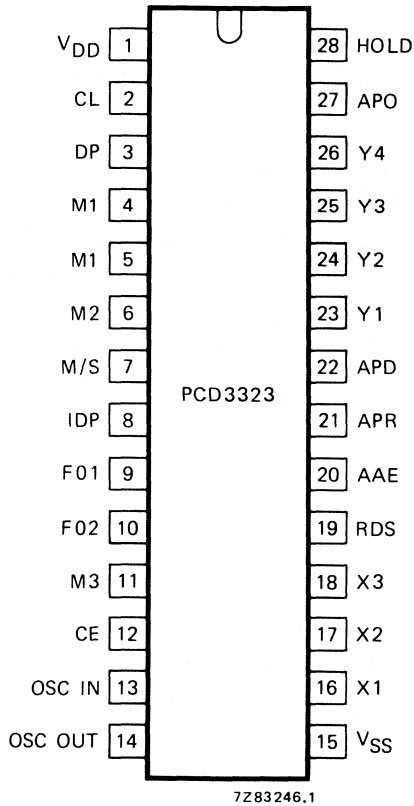 VDD 1 28 HOLD
CL 2 27 APO
DP 3 26 Y4
M1 4 25 Y3
M1 5 24 Y2
M2 6 23 Y1
M/S 7 22 APD
PCD3323
IDP 8 21 APR
F01 9 20 AAE
F02 10 19 RDS
M3 11 18 X3
CE 12 17 X2
OSC IN 13 16 X1
OSC OUT 14 15 VSS
7Z83246.1